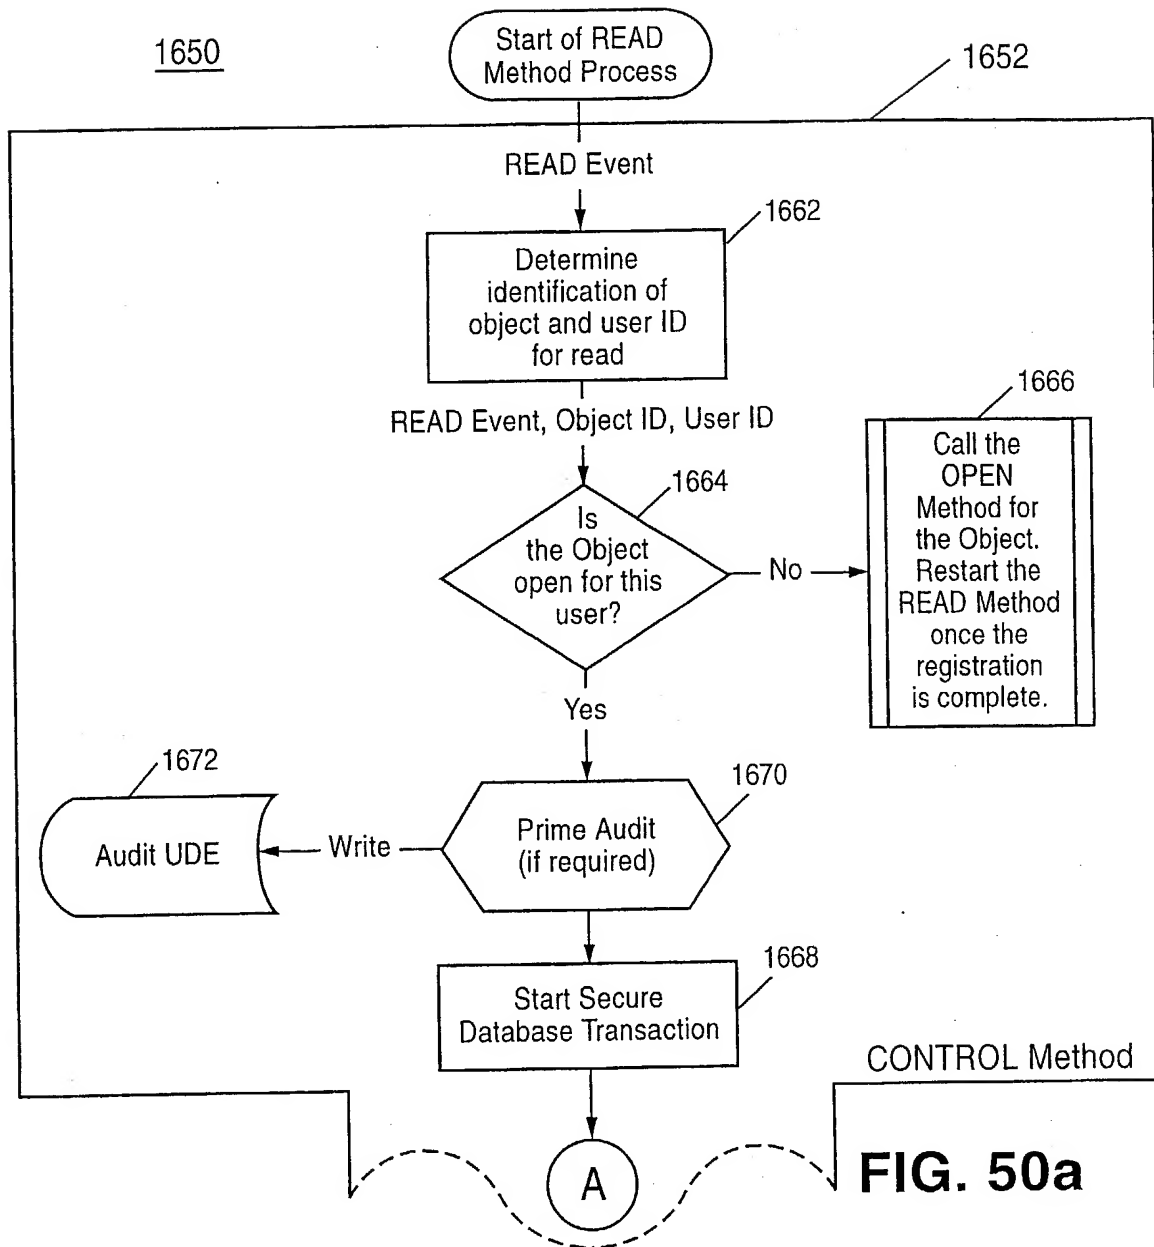 1650
Start of READ
Method Process
1652
READ Event
1662
Determine
identification of
object and user ID
for read
READ Event, Object ID, User ID
1664
Is
the Object
open for this
user?
No
1666
Call the
OPEN
Method for
the Object.
Restart the
READ Method
once the
registration
is complete.
Yes
1672
Audit UDE
Write
1670
Prime Audit
(if required)
1668
Start Secure
Database Transaction
CONTROL Method
A
FIG. 50a